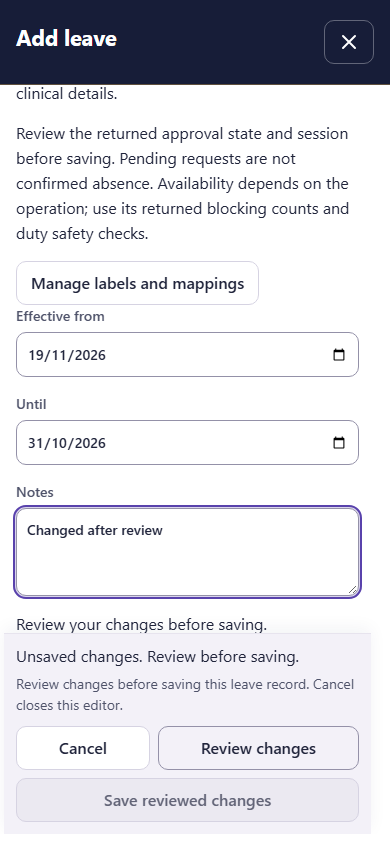 Add leave
clinical details.
Review the returned approval state and session
before saving. Pending requests are not
confirmed absence. Availability depends on the
operation; use its returned blocking counts and
duty safety checks.
Manage labels and mappings
Effective from
19/11/2026
Until
31/10/2026
Notes
Changed after review
Review your changes before saving.
Unsaved changes. Review before saving.
Review changes before saving this leave record. Cancel
closes this editor.
Cancel
Review changes
Save reviewed changes